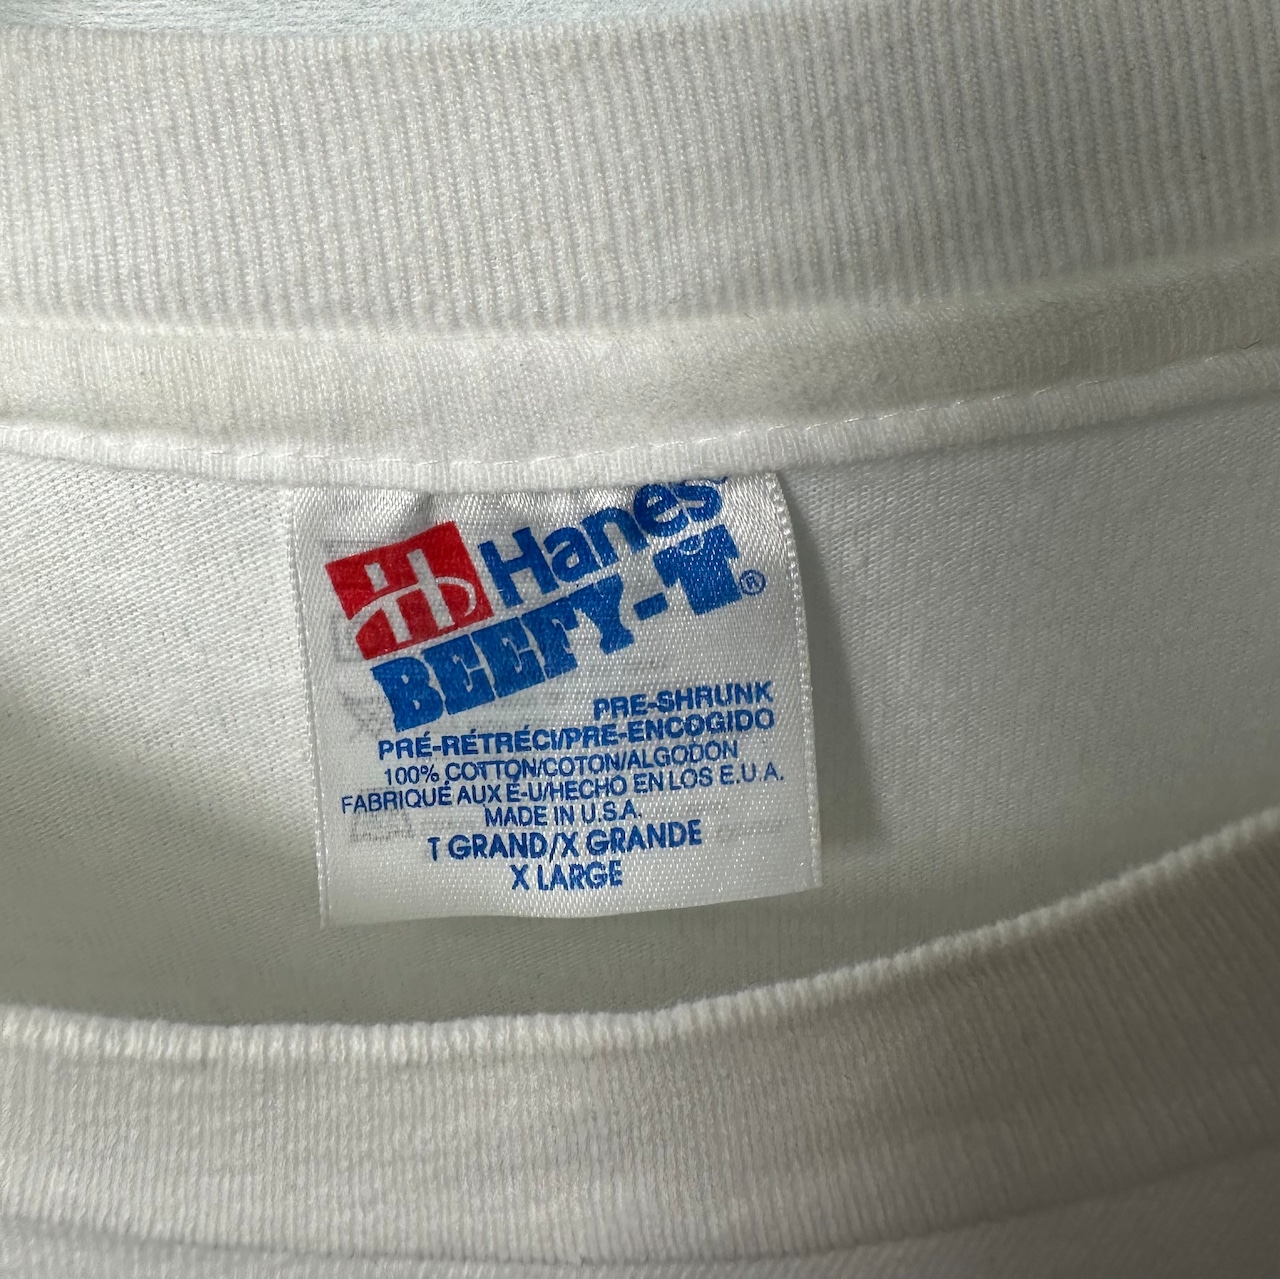 Hanes
BEEFY-T®
PRE-SHRUNK
PRÉ-RÉTRÉCI/PRE-ENCOGIDO
100% COTTON/COTON/ALGODON
FABRIQUÉ AUX É-U/HECHO EN LOS E.U.A.
MADE IN U.S.A.
T GRAND/X GRANDE
X LARGE